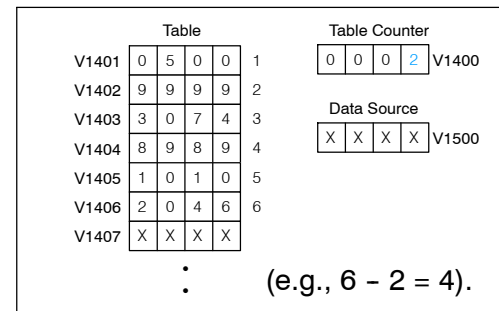 Table
V1401 0 5 0 0 1
V1402 9 9 9 9 2
V1403 3 0 7 4 3
V1404 8 9 8 9 4
V1405 1 0 1 0 5
V1406 2 0 4 6 6
V1407 X X X X
Table Counter
0 0 0 2 V1400
Data Source
X X X X V1500
(e.g., 6 – 2 = 4).